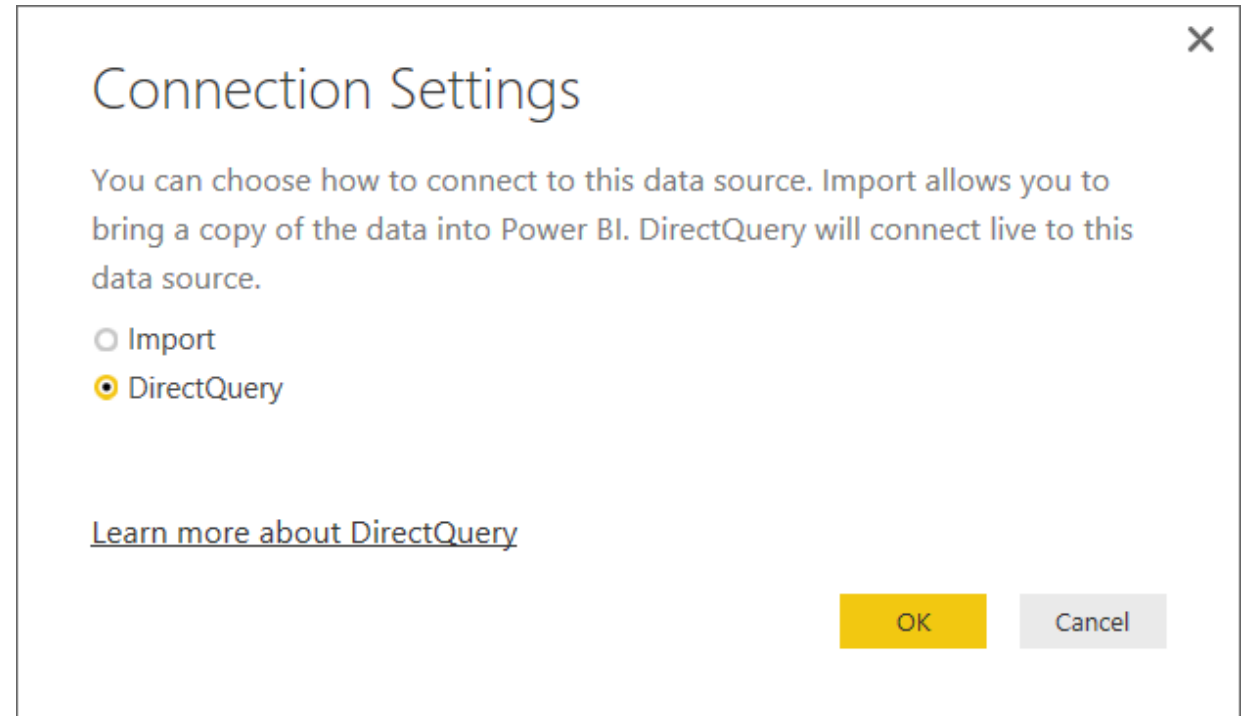 Connection Settings
You can choose how to connect to this data source. Import allows you to
bring a copy of the data into Power BI. DirectQuery will connect live to this
data source.
Import
DirectQuery
Learn more about DirectQuery
OK
Cancel